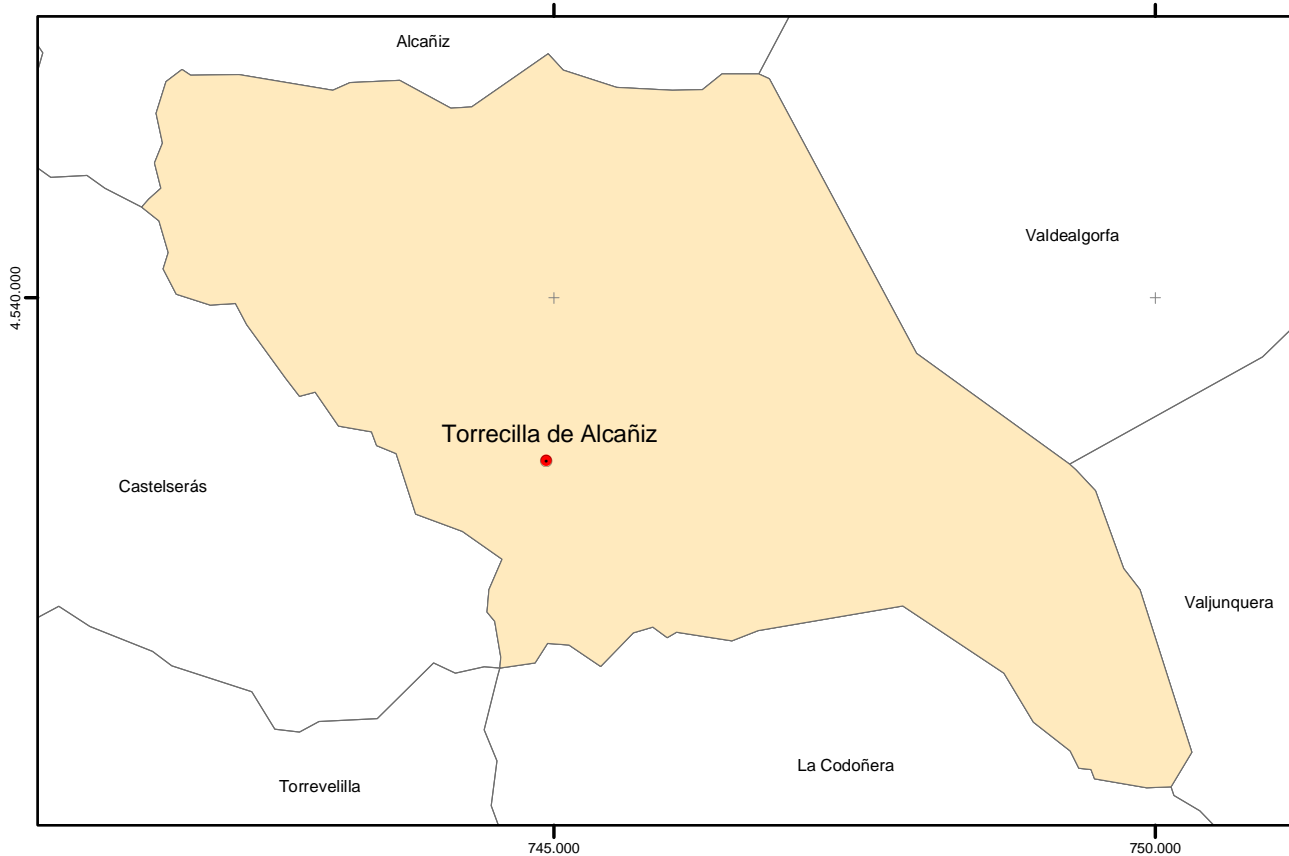 Alcañiz
Valdealgorfa
4.540.000
Torrecilla de Alcañiz
Castelserás
Valjunquera
La Codoñera
Torrevelilla
745.000
750.000